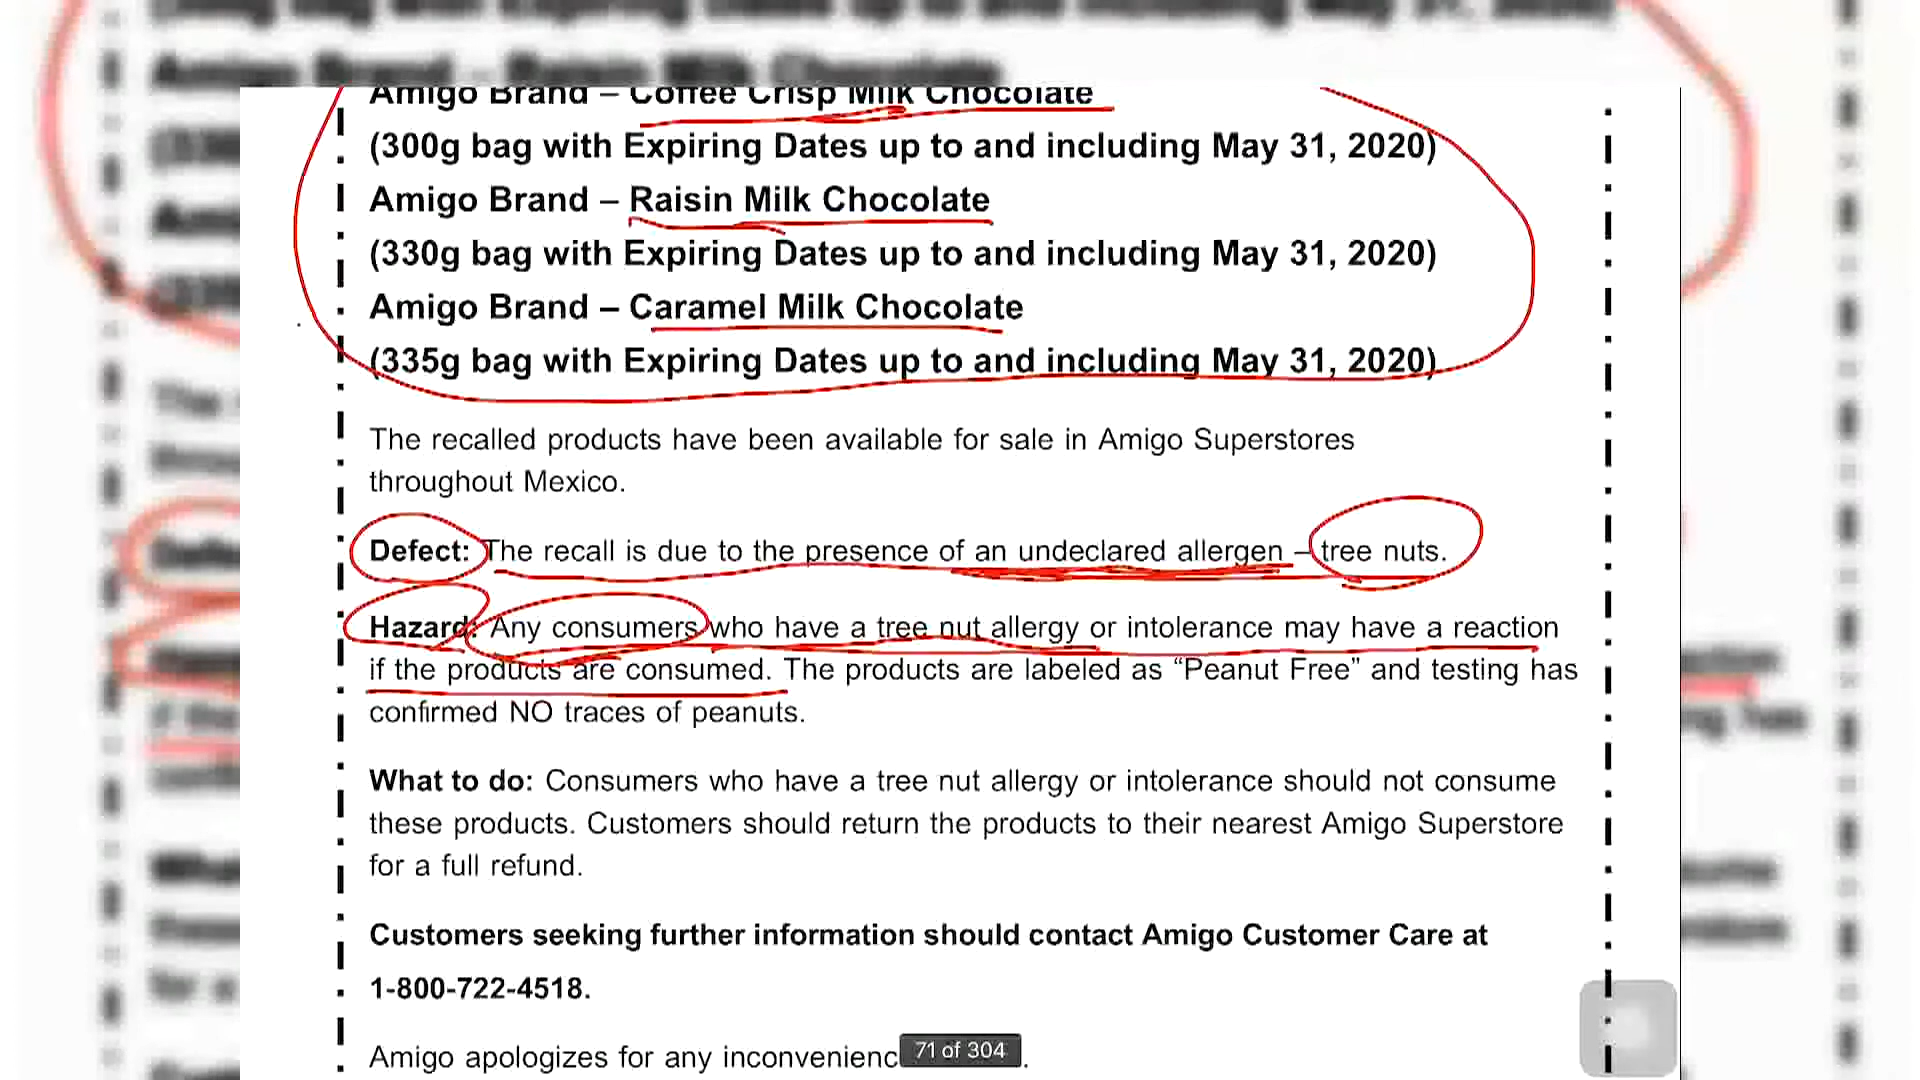 Amigo Brand – Coffee Crisp Milk Chocolate
(300g bag with Expiring Dates up to and including May 31, 2020)
Amigo Brand – Raisin Milk Chocolate
(330g bag with Expiring Dates up to and including May 31, 2020)
Amigo Brand – Caramel Milk Chocolate
(335g bag with Expiring Dates up to and including May 31, 2020)
The recalled products have been available for sale in Amigo Superstores
throughout Mexico.
Defect: The recall is due to the presence of an undeclared allergen – tree nuts.
Hazard: Any consumers who have a tree nut allergy or intolerance may have a reaction
if the products are consumed. The products are labeled as “Peanut Free” and testing has
confirmed NO traces of peanuts.
What to do: Consumers who have a tree nut allergy or intolerance should not consume
these products. Customers should return the products to their nearest Amigo Superstore
for a full refund.
Customers seeking further information should contact Amigo Customer Care at
1-800-722-4518.
Amigo apologizes for any inconvenienc
71 of 304